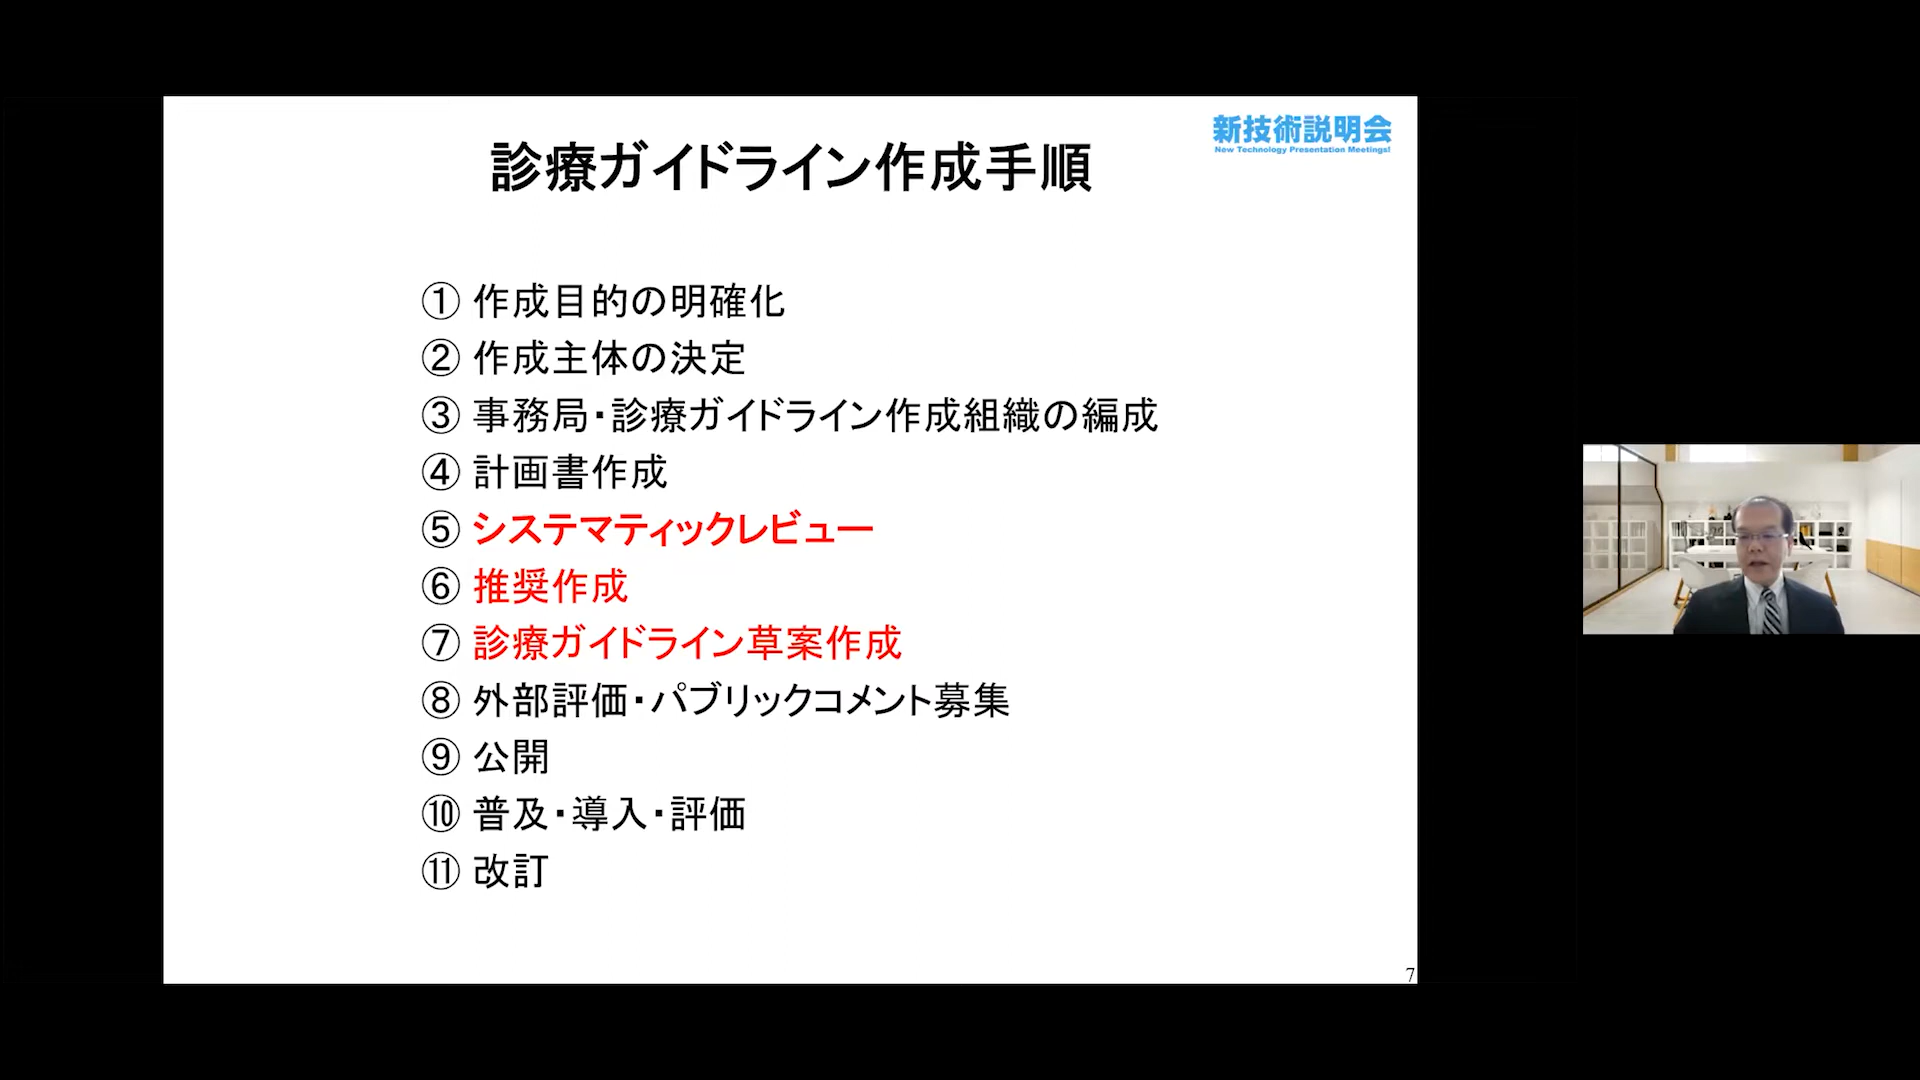 新技術説明会
New Technology Presentation Meetings!
診療ガイドライン作成手順
① 作成目的の明確化
② 作成主体の決定
③ 事務局・診療ガイドライン作成組織の編成
④ 計画書作成
⑤ システマティックレビュー
⑥ 推奨作成
⑦ 診療ガイドライン草案作成
⑧ 外部評価・パブリックコメント募集
⑨ 公開
⑩ 普及・導入・評価
⑪ 改訂
7